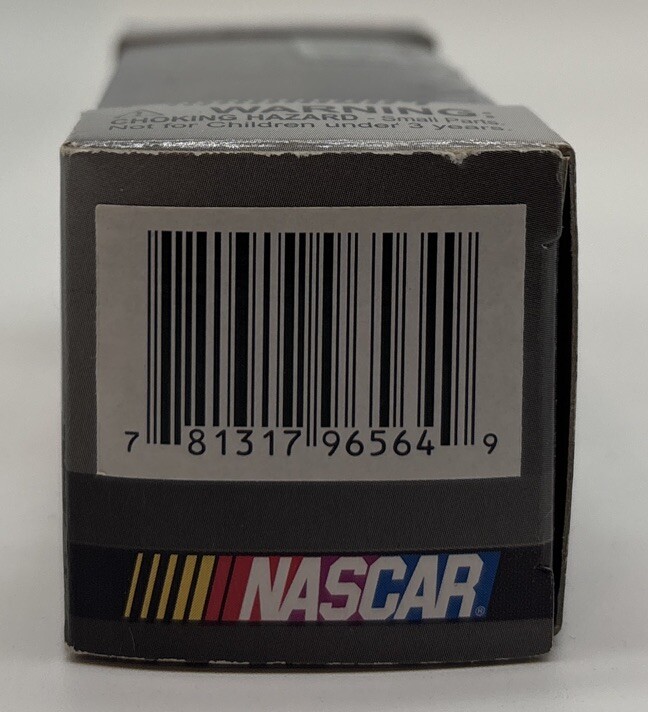 WARNING:
CHOKING HAZARD - Small Parts.
Not for Children under 3 years.
7 81317 96564 9
NASCAR®